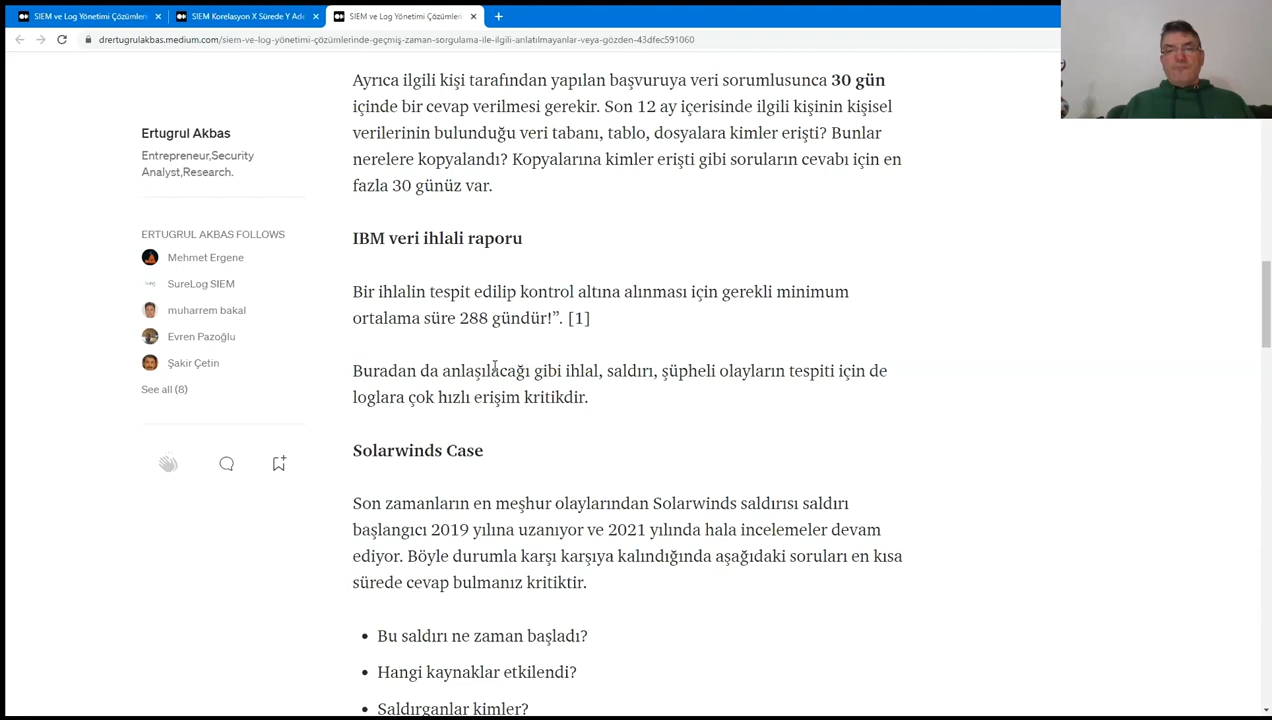 SIEM ve Log Yönetimi Çözümleri
SIEM Korelasyon X Sürede Y Ade
SIEM ve Log Yönetimi Çözümleri
drertugrulakbas.medium.com/siem-ve-log-yönetimi-çözümlerinde-geçmiş-zaman-sorgulama-ile-ilgili-anlatılmayanlar-veya-gözden-43dfec591060
Ertugrul Akbas
Entrepreneur,Security
Analyst,Research.
ERTUGRUL AKBAS FOLLOWS
Mehmet Ergene
SureLog SIEM
muharrem bakal
Evren Pazoğlu
Şakir Çetin
See all (8)
Ayrıca ilgili kişi tarafından yapılan başvuruya veri sorumlusunca 30 gün
içinde bir cevap verilmesi gerekir. Son 12 ay içerisinde ilgili kişinin kişisel
verilerinin bulunduğu veri tabanı, tablo, dosyalara kimler erişti? Bunlar
nerelere kopyalandı? Kopyalarına kimler erişti gibi soruların cevabı için en
fazla 30 günüz var.
IBM veri ihlali raporu
Bir ihlalin tespit edilip kontrol altına alınması için gerekli minimum
ortalama süre 288 gündür!”. [1]
Buradan da anlaşılacağı gibi ihlal, saldırı, şüpheli olayların tespiti için de
loglara çok hızlı erişim kritikdir.
Solarwinds Case
Son zamanların en meşhur olaylarından Solarwinds saldırısı saldırı
başlangıcı 2019 yılına uzanıyor ve 2021 yılında hala incelemeler devam
ediyor. Böyle durumla karşı karşıya kalındığında aşağıdaki soruları en kısa
sürede cevap bulmanız kritiktir.
• Bu saldırı ne zaman başladı?
• Hangi kaynaklar etkilendi?
• Saldırganlar kimler?